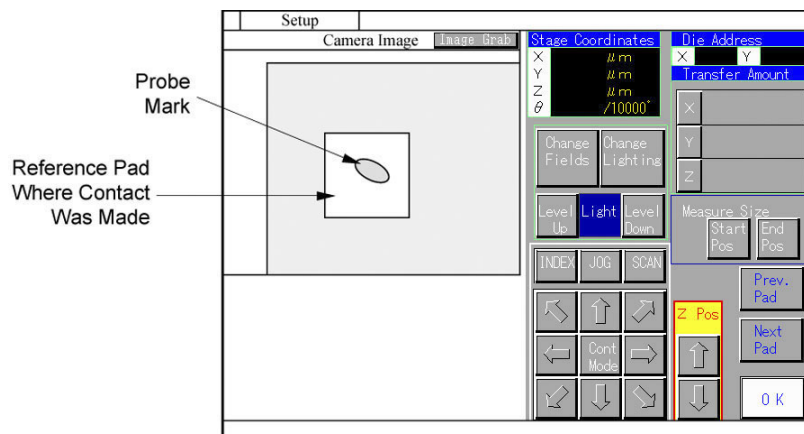 Setup
Camera Image
Image Grab
Probe
Mark
Reference Pad
Where Contact
Was Made
Stage Coordinates
X μm
Y μm
Z μm
θ /10000°
Die Address
X Y
Transfer Amount
X
Y
Z
Change
Fields
Change
Lighting
Level
Up
Light
Level
Down
Measure Size
Start
Pos
End
Pos
INDEX
JOG
SCAN
Cont
Mode
Z Pos
Prev.
Pad
Next
Pad
OK